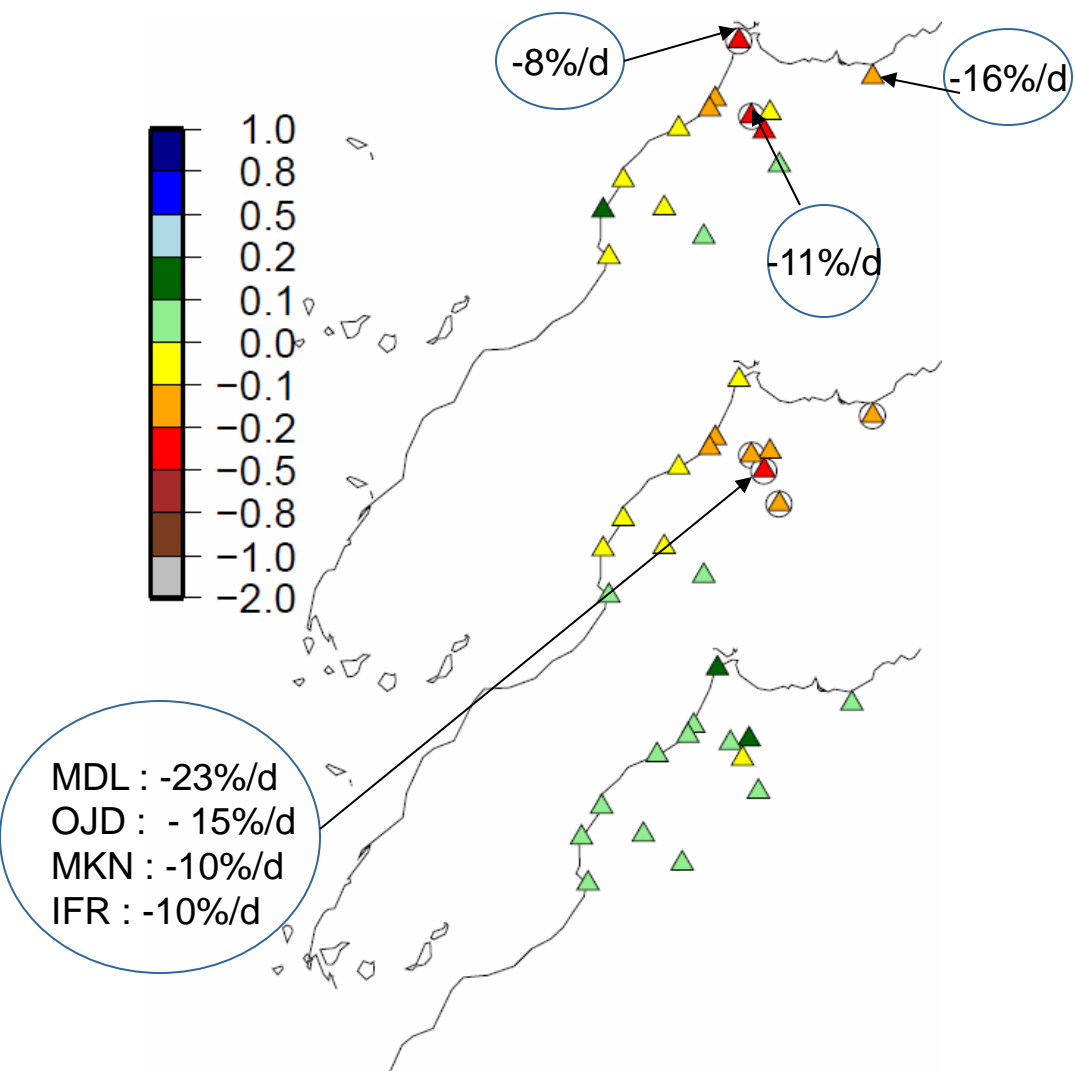 -8%/d
-16%/d
1.0
0.8
0.5
0.2
0.1
0.0
−0.1
−0.2
−0.5
−0.8
−1.0
−2.0
-11%/d
MDL : -23%/d
OJD : - 15%/d
MKN : -10%/d
IFR : -10%/d